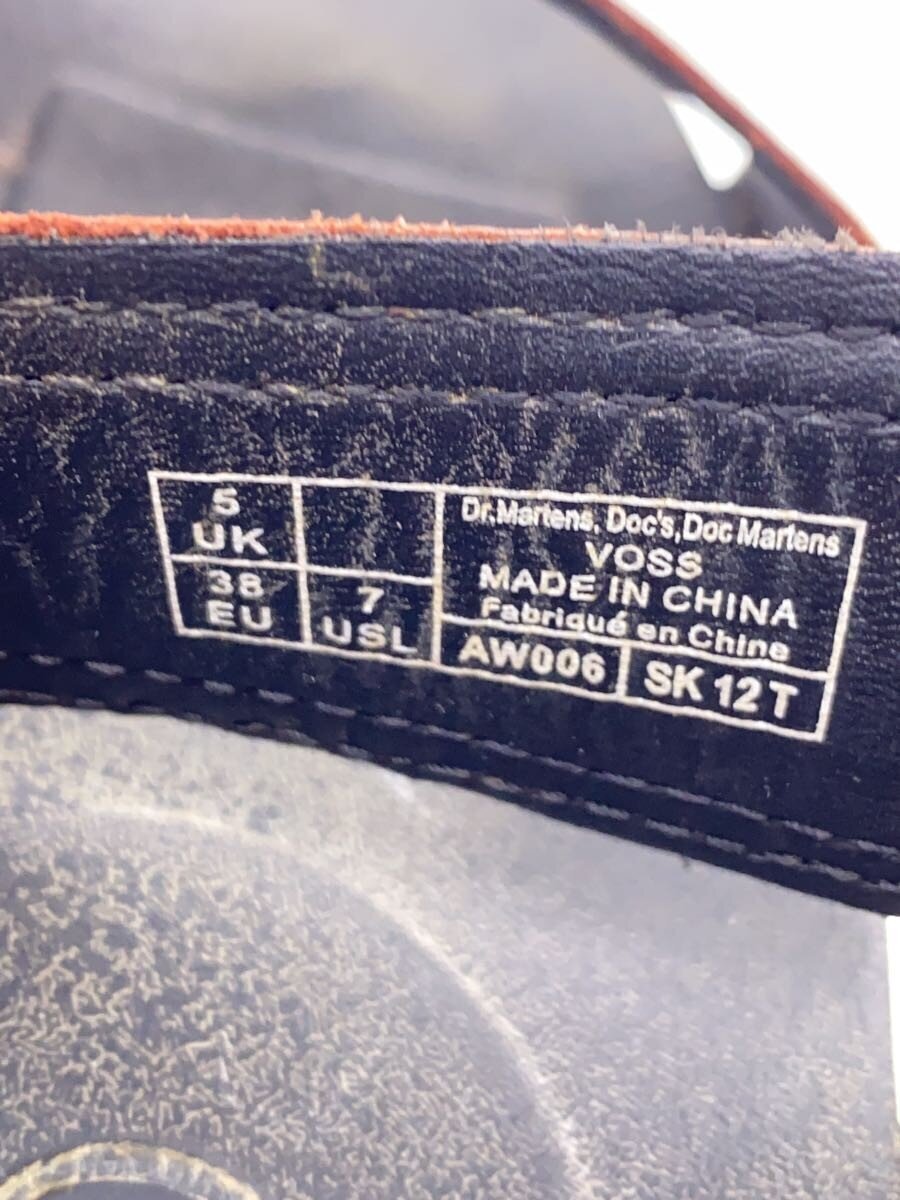 5
UK
38
EU
7
USL
Dr.Martens, Doc's,Doc Martens
VOSS
MADE IN CHINA
Fabriqué en Chine
AW006
SK 12 T